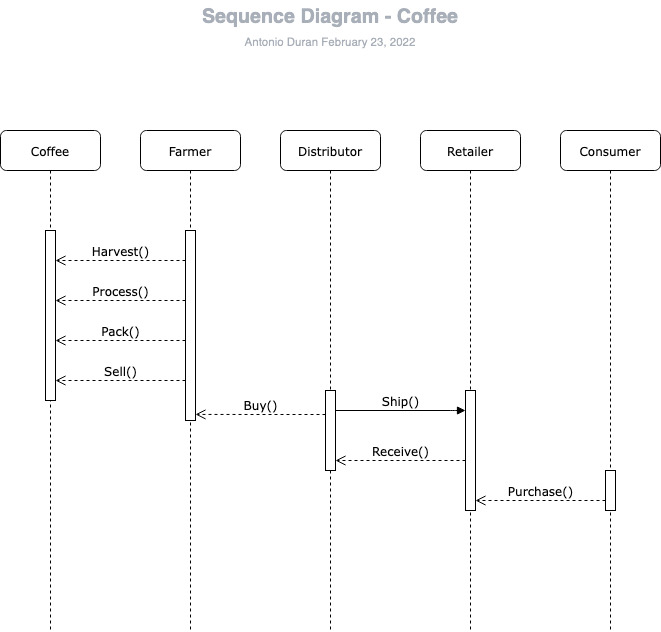 Sequence Diagram - Coffee
Antonio Duran February 23, 2022
Coffee
Farmer
Distributor
Retailer
Consumer
Harvest()
Process()
Pack()
Sell()
Buy()
Ship()
Receive()
Purchase()